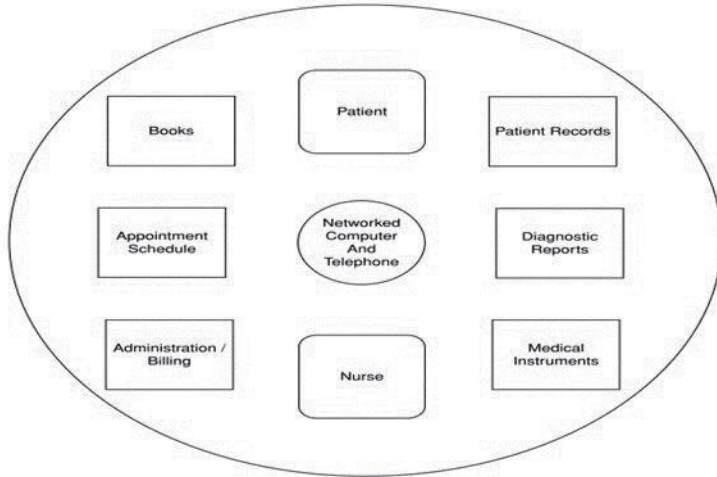 Books
Patient
Patient Records
Appointment
Schedule
Networked
Computer
And
Telephone
Diagnostic
Reports
Administration /
Billing
Nurse
Medical
Instruments